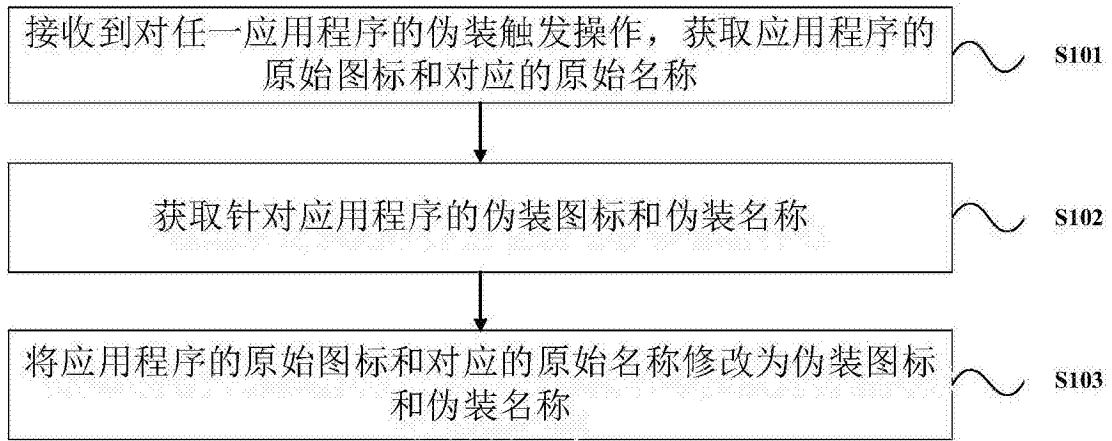 接收到对任一应用程序的伪装触发操作，获取应用程序的
原始图标和对应的原始名称
S101
获取针对应用程序的伪装图标和伪装名称
S102
将应用程序的原始图标和对应的原始名称修改为伪装图标
和伪装名称
S103